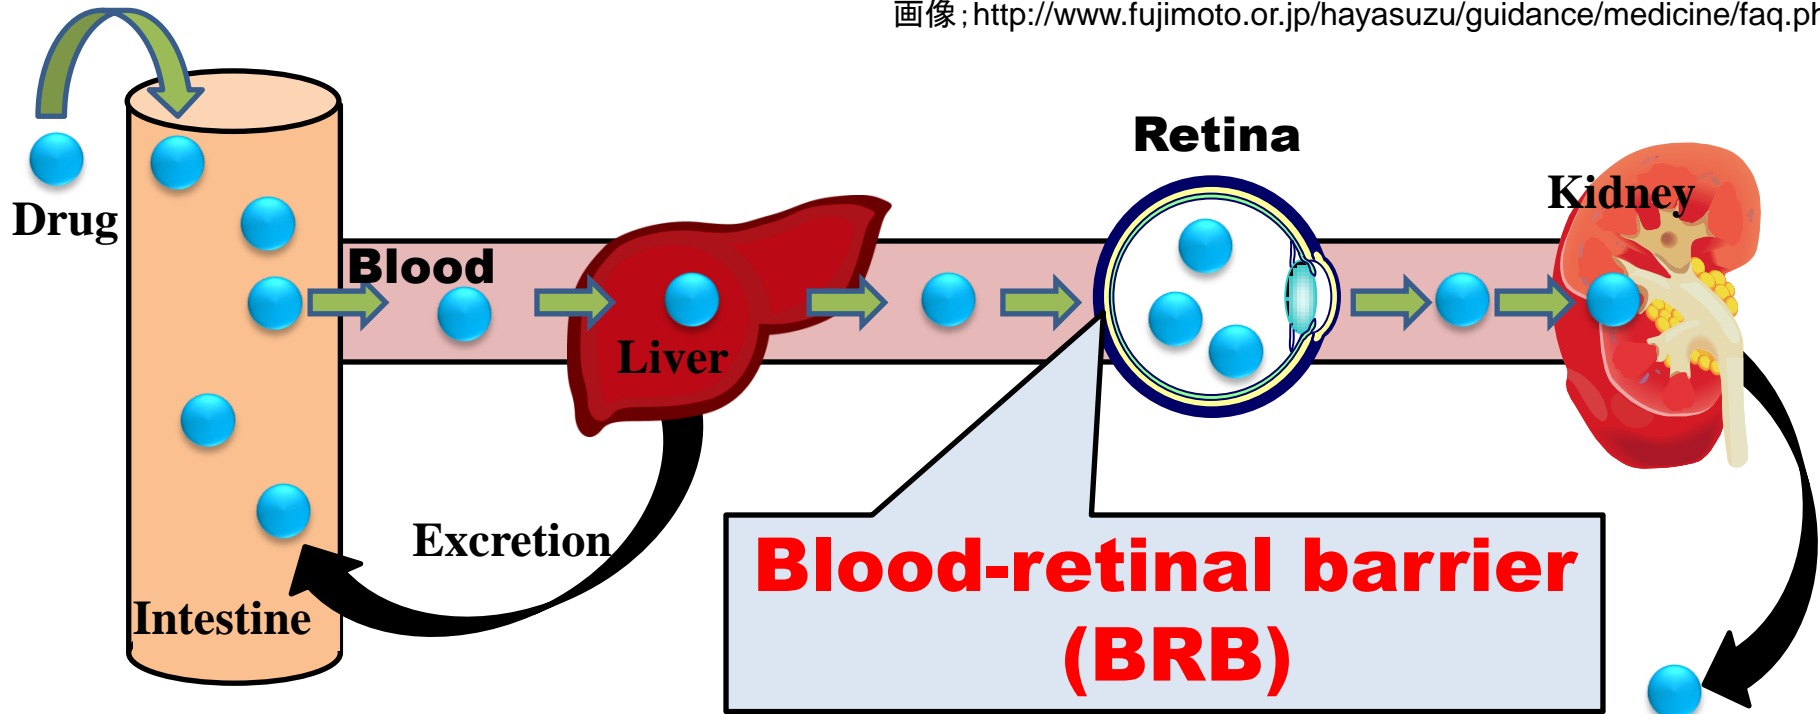 画像；http://www.fujimoto.or.jp/hayasuzu/guidance/medicine/faq.ph
Retina
Kidney
Drug
Blood
Liver
Excretion
Blood-retinal barrier
(BRB)
Intestine